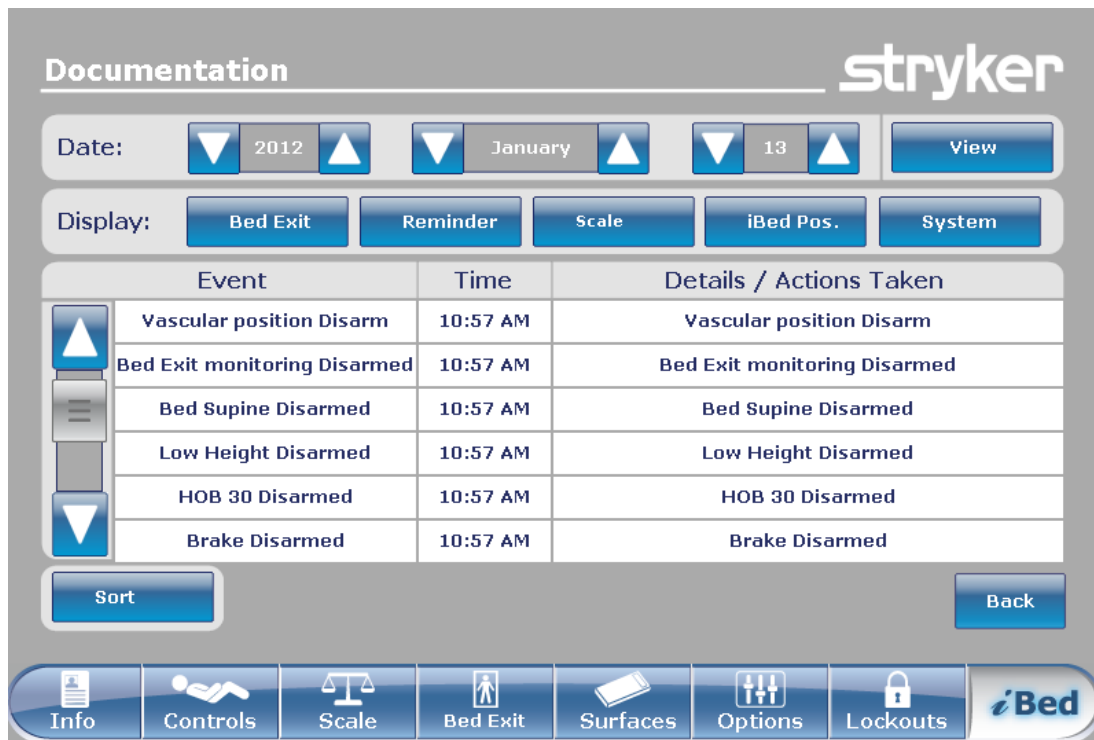 Documentation
stryker
Date: 2012 January 13 View
Display: Bed Exit Reminder Scale iBed Pos. System
Event Time Details / Actions Taken
Vascular position Disarm 10:57 AM Vascular position Disarm
Bed Exit monitoring Disarmed 10:57 AM Bed Exit monitoring Disarmed
Bed Supine Disarmed 10:57 AM Bed Supine Disarmed
Low Height Disarmed 10:57 AM Low Height Disarmed
HOB 30 Disarmed 10:57 AM HOB 30 Disarmed
Brake Disarmed 10:57 AM Brake Disarmed
Sort Back
Info Controls Scale Bed Exit Surfaces Options Lockouts iBed